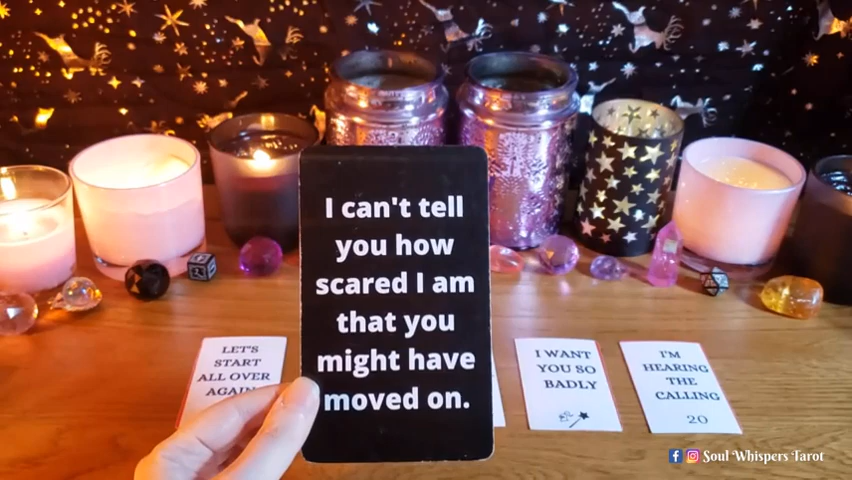 I can't tell
you how
scared I am
that you
might have
moved on.
LET'S
START
ALL OVER
AGAIN
I WANT
YOU SO
BADLY
I'M
HEARING
THE
CALLING
20
Soul Whispers Tarot